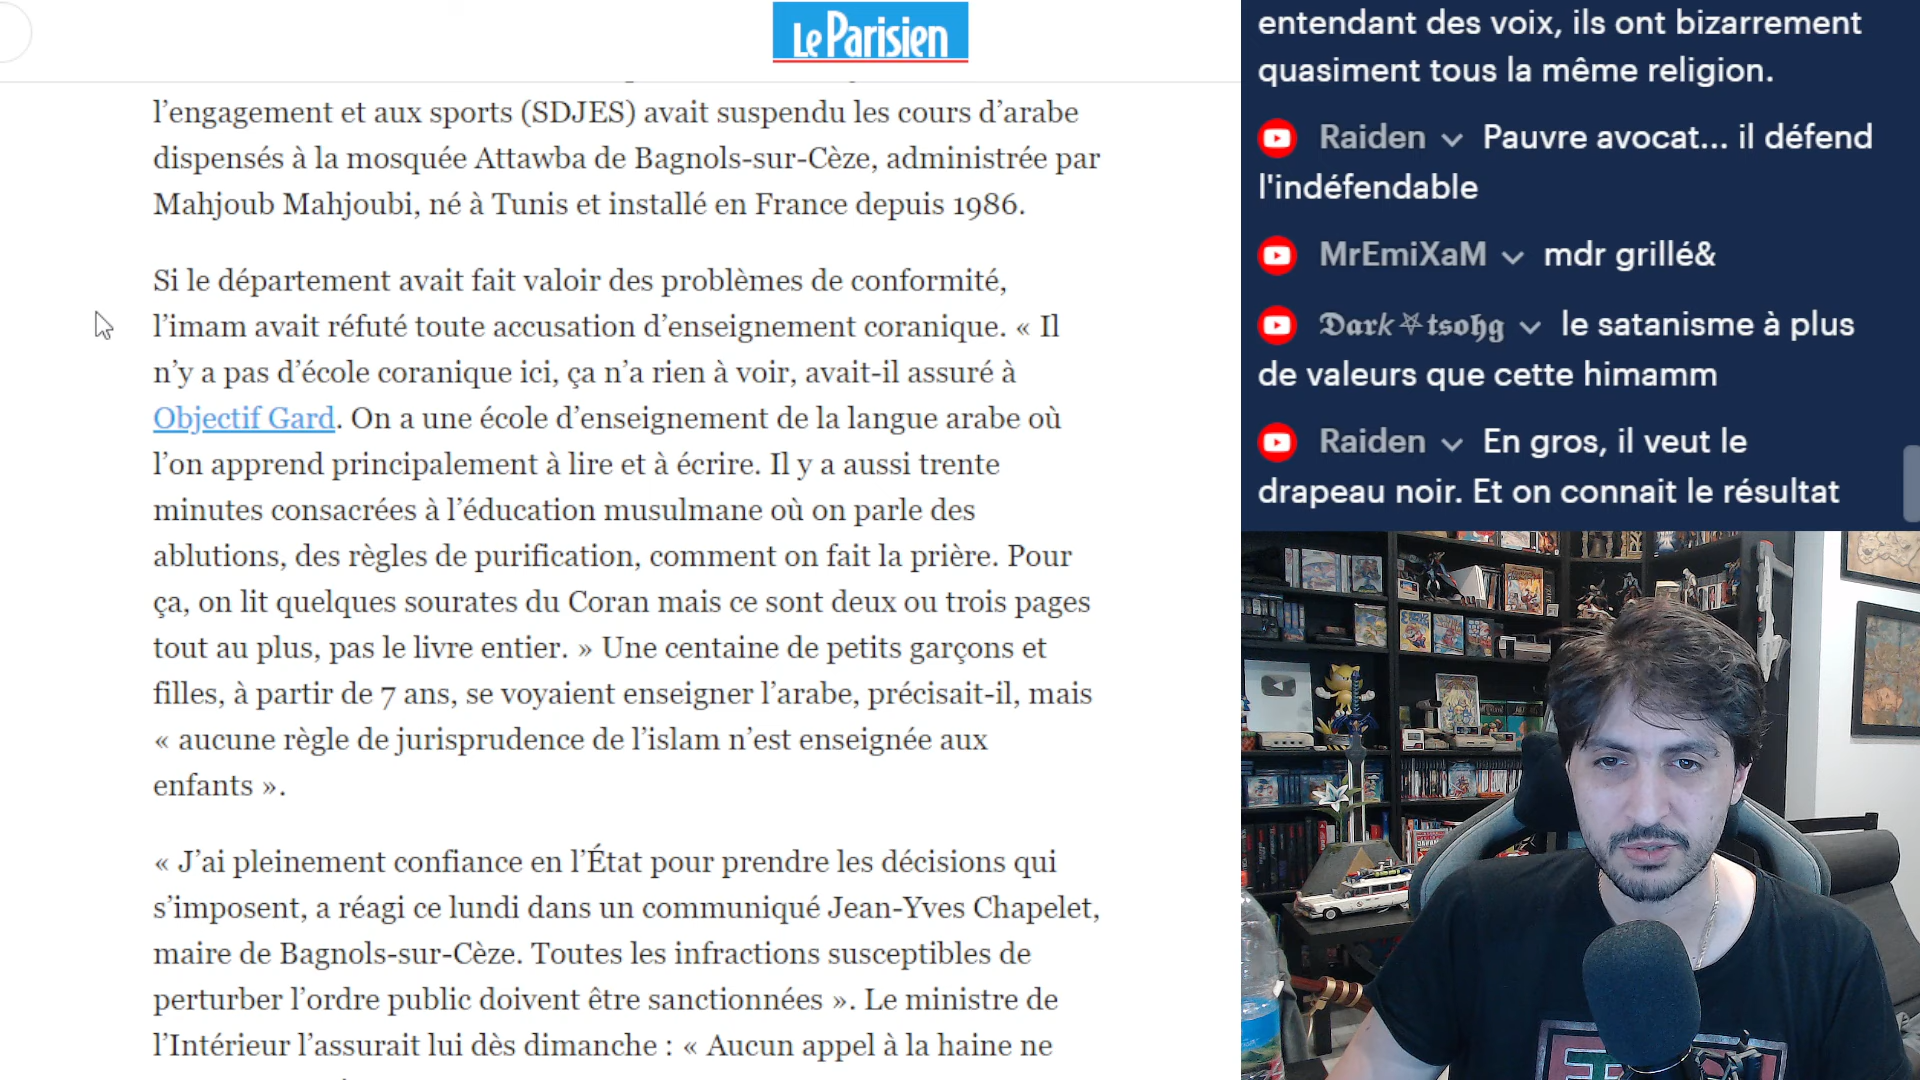 Le Parisien
l’engagement et aux sports (SDJES) avait suspendu les cours d’arabe
dispensés à la mosquée Attawba de Bagnols-sur-Cèze, administrée par
Mahjoub Mahjoubi, né à Tunis et installé en France depuis 1986.
Si le département avait fait valoir des problèmes de conformité,
l’imam avait réfuté toute accusation d’enseignement coranique. « Il
n’y a pas d’école coranique ici, ça n’a rien à voir, avait-il assuré à
Objectif Gard. On a une école d’enseignement de la langue arabe où
l’on apprend principalement à lire et à écrire. Il y a aussi trente
minutes consacrées à l’éducation musulmane où on parle des
ablutions, des règles de purification, comment on fait la prière. Pour
ça, on lit quelques sourates du Coran mais ce sont deux ou trois pages
tout au plus, pas le livre entier. » Une centaine de petits garçons et
filles, à partir de 7 ans, se voyaient enseigner l’arabe, précisait-il, mais
« aucune règle de jurisprudence de l’islam n’est enseignée aux
enfants ».
« J’ai pleinement confiance en l’État pour prendre les décisions qui
s’imposent, a réagi ce lundi dans un communiqué Jean-Yves Chapelet,
maire de Bagnols-sur-Cèze. Toutes les infractions susceptibles de
perturber l’ordre public doivent être sanctionnées ». Le ministre de
l’Intérieur l’assurait lui dès dimanche : « Aucun appel à la haine ne
entendant des voix, ils ont bizarrement
quasiment tous la même religion.
Raiden Pauvre avocat... il défend
l'indéfendable
MrEmiXaM mdr grillé&
𝕯𝖆𝖗𝖐⛧𝖙𝖘𝖔𝖍𝖌 le satanisme à plus
de valeurs que cette himamm
Raiden En gros, il veut le
drapeau noir. Et on connait le résultat